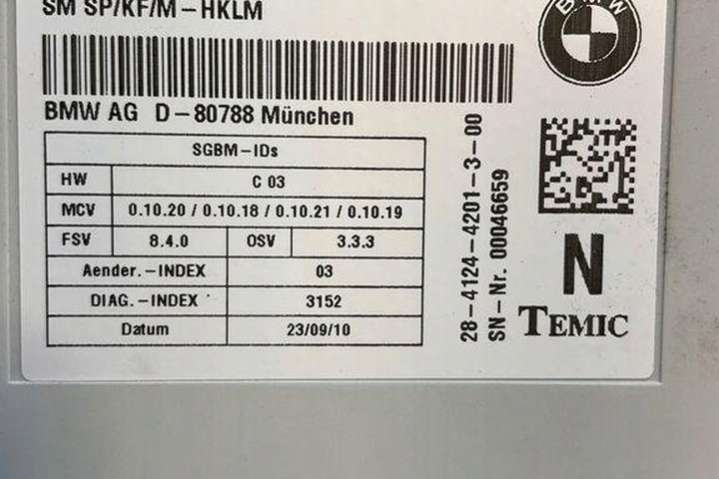 SM SP/KF/M-HKLM
BMW
BMW AG D-80788 München
SGBM-IDs
HW C 03
MCV 0.10.20 / 0.10.18 / 0.10.21 / 0.10.19
FSV 8.4.0 OSV 3.3.3
Aender.-INDEX 03
DIAG.-INDEX 3152
Datum 23/09/10
28-4124-4201-3-00
SN-Nr. 00046659
N
TEMIC